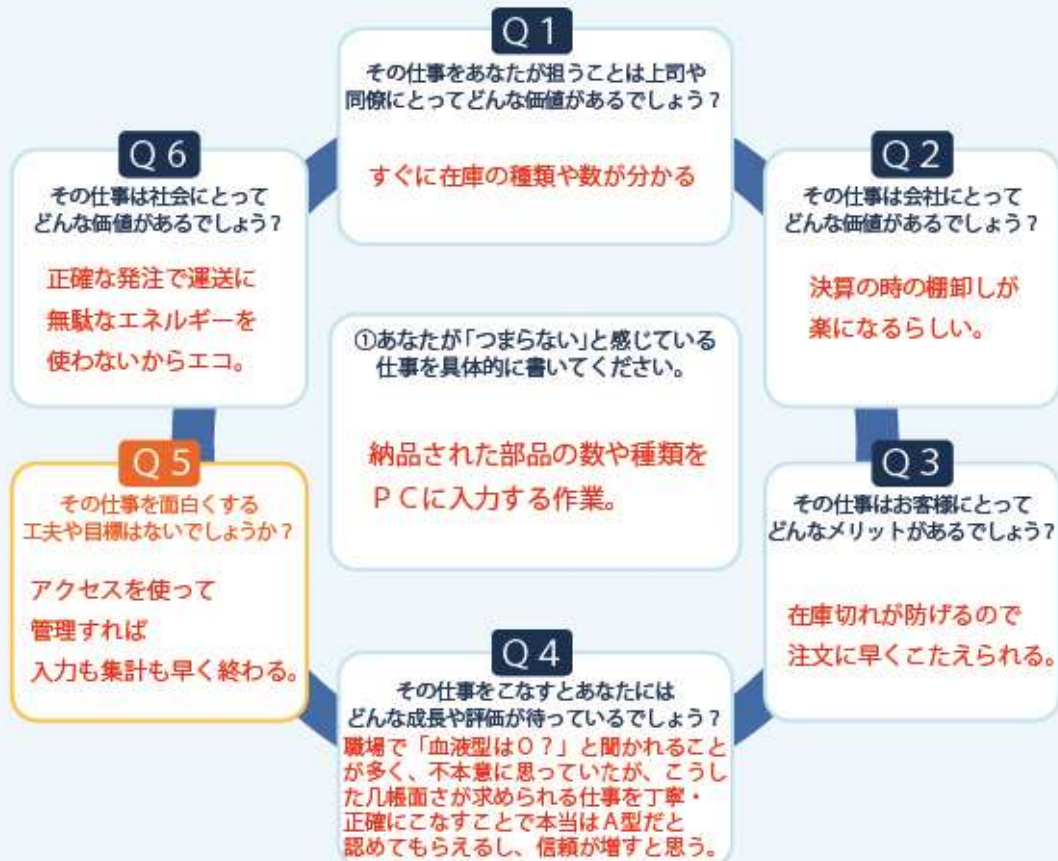 Q1
その仕事をあなたが担うことは上司や
同僚にとってどんな価値があるでしょう？
すぐに在庫の種類や数が分かる
Q2
その仕事は会社にとって
どんな価値があるでしょう？
決算の時の棚卸しが
楽になるらしい。
Q3
その仕事はお客様にとって
どんなメリットがあるでしょう？
在庫切れが防げるので
注文に早くこたえられる。
Q4
その仕事をこなすとあなたには
どんな成長や評価が待っているでしょう？
職場で「血液型はO？」と聞かれること
が多く、不本意に思っていたが、こうし
た几帳面さが求められる仕事を丁寧・
正確にこなすことで本当はA型だと
認めてもらえるし、信頼が増すと思う。
Q5
その仕事を面白くする
工夫や目標はないでしょうか？
アクセスを使って
管理すれば
入力も集計も早く終わる。
Q6
その仕事は社会にとって
どんな価値があるでしょう？
正確な発注で運送に
無駄なエネルギーを
使わないからエコ。
①あなたが「つまらない」と感じている
仕事を具体的に書いてください。
納品された部品の数や種類を
ＰＣに入力する作業。